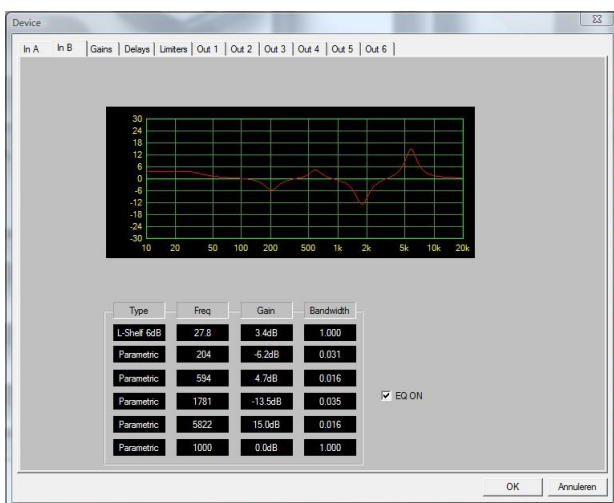 Device
In A In B Gains Delays Limiters Out 1 Out 2 Out 3 Out 4 Out 5 Out 6
30
24
18
12
6
0
-6
-12
-18
-24
-30
10 20 50 100 200 500 1k 2k 5k 10k 20k
Type Freq Gain Bandwidth
L-Shelf 6dB 27.8 3.4dB 1.000
Parametric 204 -6.2dB 0.031
Parametric 594 4.7dB 0.016
Parametric 1781 -13.5dB 0.035
EQ ON
Parametric 5822 15.0dB 0.016
Parametric 1000 0.0dB 1.000
OK Annuleren